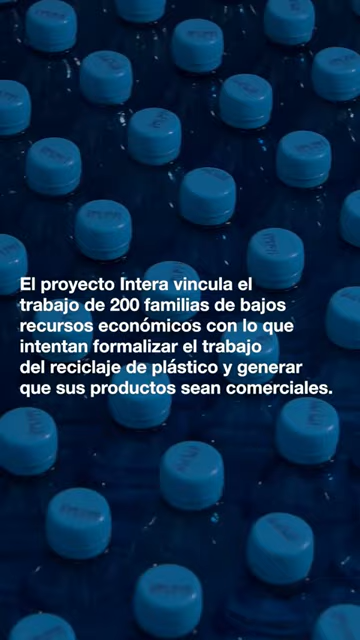 El proyecto Íntera vincula el
trabajo de 200 familias de bajos
recursos económicos con lo que
intentan formalizar el trabajo
del reciclaje de plástico y generar
que sus productos sean comerciales.